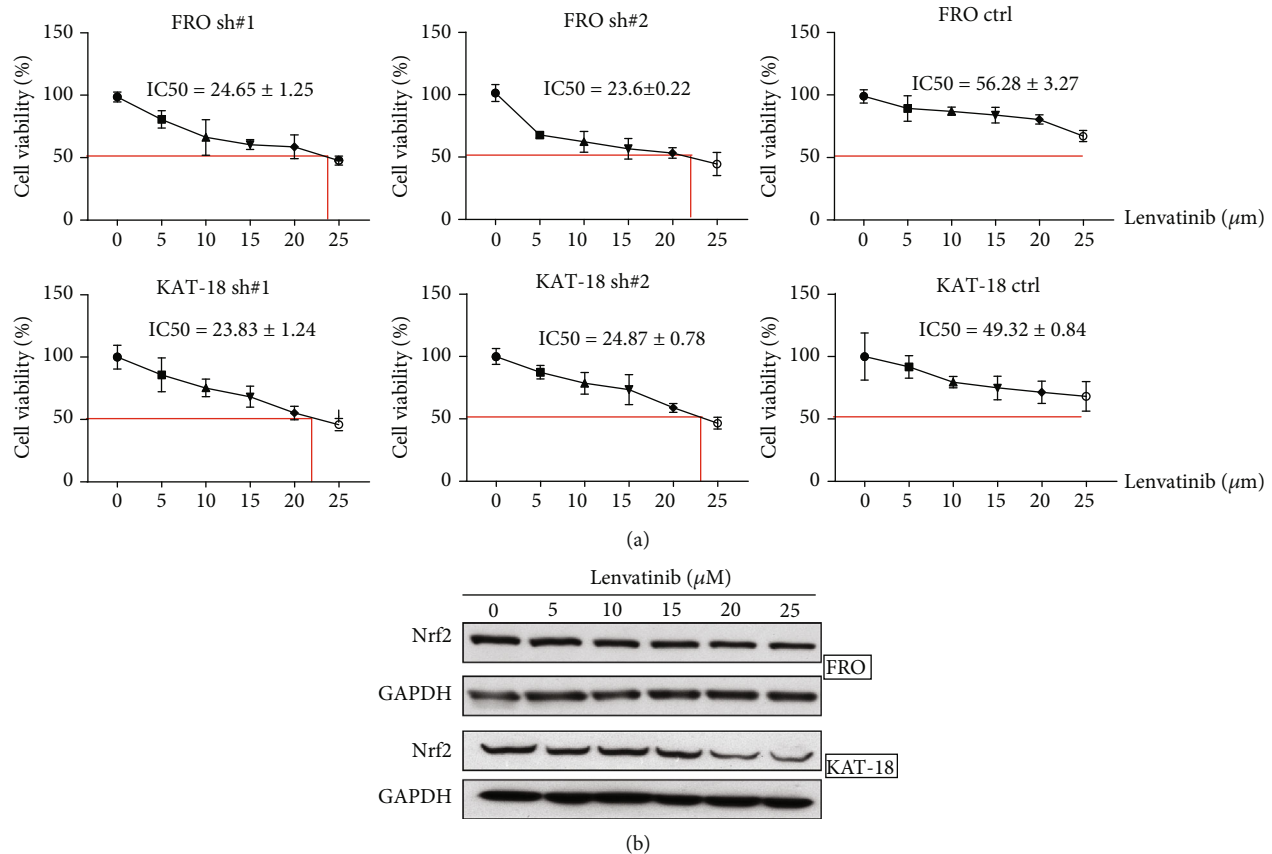 FRO sh#1
FRO sh#2
FRO ctrl
Cell viability (%)
150
100
50
0
IC50 = 24.65 ± 1.25
0 5 10 15 20 25
Cell viability (%)
150
100
50
0
IC50 = 23.6±0.22
0 5 10 15 20 25
Cell viability (%)
150
100
50
0
IC50 = 56.28 ± 3.27
0 5 10 15 20 25
Lenvatinib (μm)
KAT-18 sh#1
KAT-18 sh#2
KAT-18 ctrl
Cell viability (%)
150
100
50
0
IC50 = 23.83 ± 1.24
0 5 10 15 20 25
Cell viability (%)
150
100
50
0
IC50 = 24.87 ± 0.78
0 5 10 15 20 25
Cell viability (%)
150
100
50
0
IC50 = 49.32 ± 0.84
0 5 10 15 20 25
Lenvatinib (μm)
(a)
Lenvatinib (μM)
0 5 10 15 20 25
Nrf2
FRO
GAPDH
Nrf2
KAT-18
GAPDH
(b)